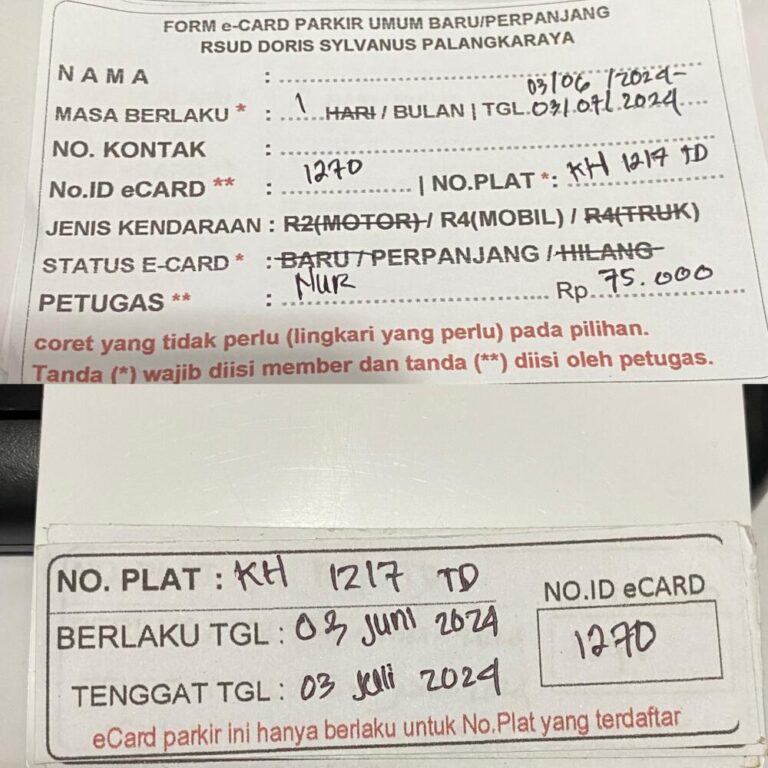 FORM e-CARD PARKIR UMUM BARU/PERPANJANG
RSUD DORIS SYLVANUS PALANGKARAYA
NAMA :
03/06/2024-
MASA BERLAKU * : 1 HARI / BULAN | TGL. 03/07/2024
NO. KONTAK :
No.ID eCARD ** : 1270 | NO.PLAT *: KH 1217 TD
JENIS KENDARAAN : R2(MOTOR) / R4(MOBIL) / R4(TRUK)
STATUS E-CARD * : BARU / PERPANJANG / HILANG
PETUGAS ** : NUR Rp. 75.000
coret yang tidak perlu (lingkari yang perlu) pada pilihan.
Tanda (*) wajib diisi member dan tanda (**) diisi oleh petugas.
NO. PLAT : KH 1217 TD
NO.ID eCARD
BERLAKU TGL : 03 Juni 2024
1270
TENGGAT TGL : 03 Juli 2024
eCard parkir ini hanya berlaku untuk No.Plat yang terdaftar